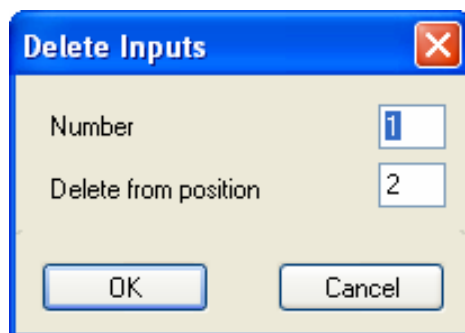 Delete Inputs
Number 1
Delete from position 2
OK Cancel